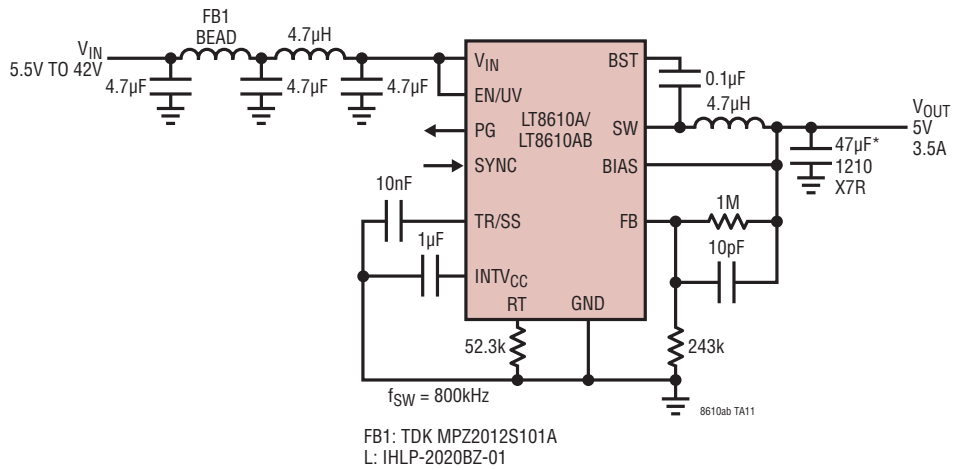 FB1
BEAD
4.7µH
VIN
5.5V TO 42V
4.7µF
4.7µF
4.7µF
VIN
EN/UV
PG
SYNC
TR/SS
INTVCC
RT
GND
BST
SW
BIAS
FB
LT8610A/
LT8610AB
0.1µF
4.7µH
VOUT
5V
3.5A
47µF*
1210
X7R
1M
10pF
10nF
1µF
52.3k
243k
fSW = 800kHz
8610ab TA11
FB1: TDK MPZ2012S101A
L: IHLP-2020BZ-01